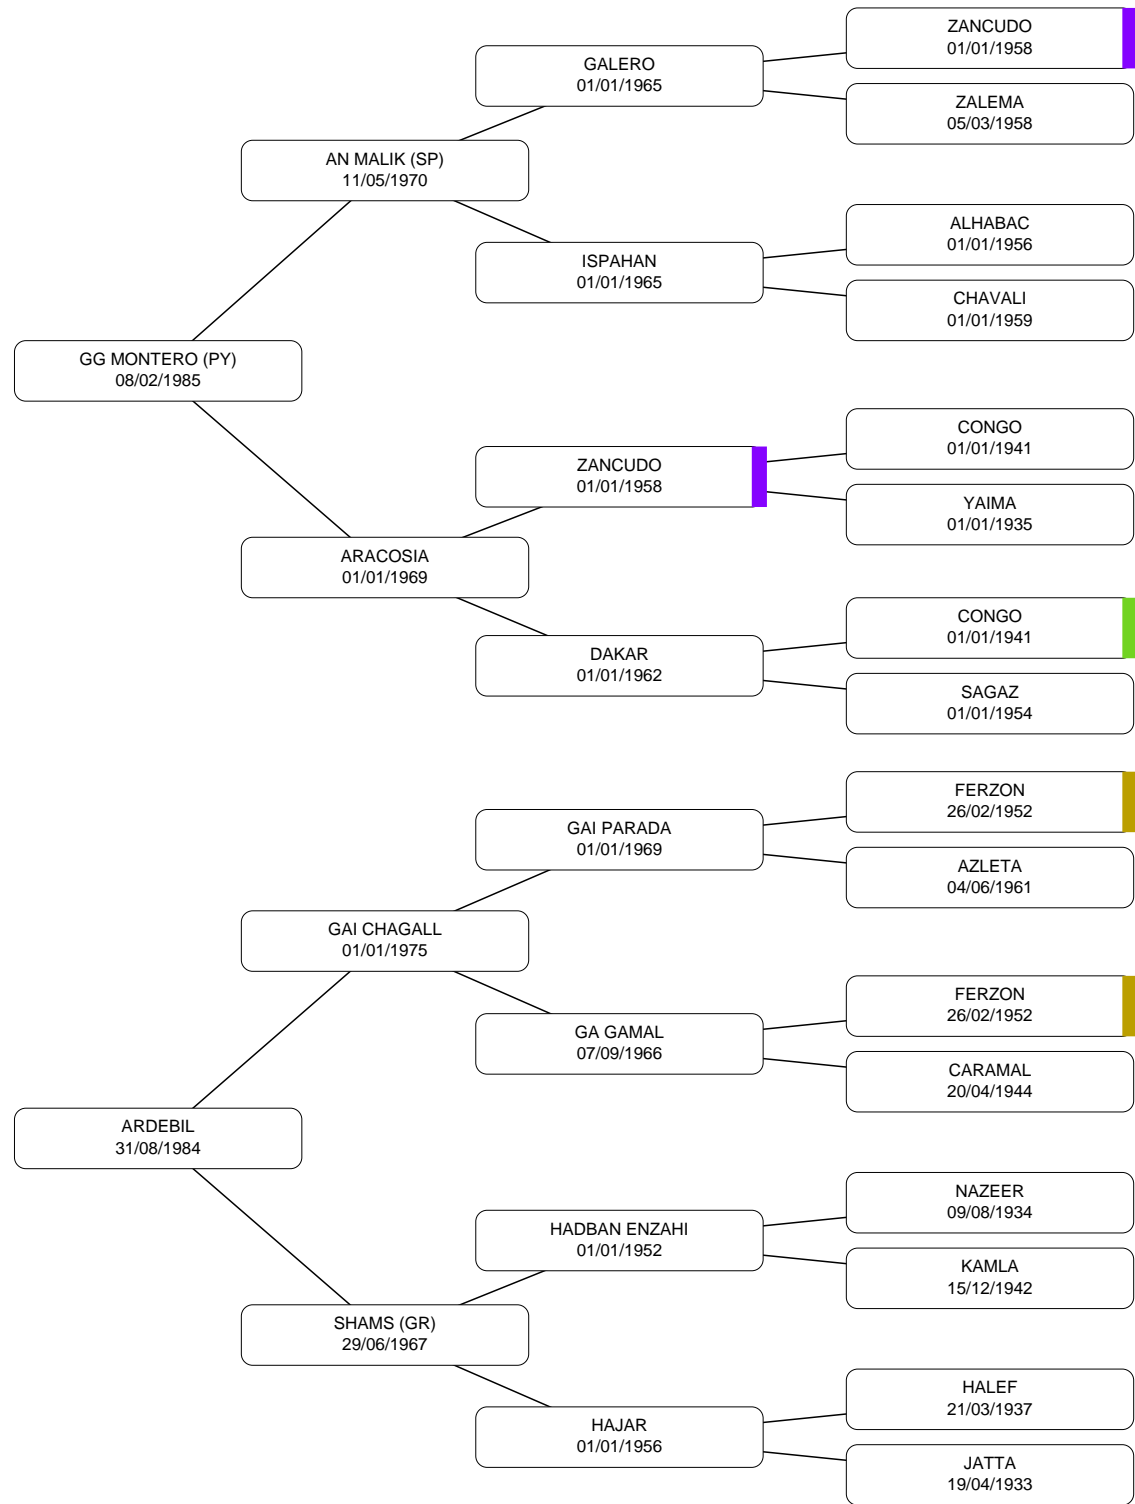 ZANCUDO
01/01/1958
GALERO
01/01/1965
ZALEMA
05/03/1958
AN MALIK (SP)
11/05/1970
ALHABAC
01/01/1956
ISPAHAN
01/01/1965
CHAVALI
01/01/1959
GG MONTERO (PY)
08/02/1985
CONGO
01/01/1941
ZANCUDO
01/01/1958
YAIMA
01/01/1935
ARACOSIA
01/01/1969
CONGO
01/01/1941
DAKAR
01/01/1962
SAGAZ
01/01/1954
FERZON
26/02/1952
GAI PARADA
01/01/1969
AZLETA
04/06/1961
GAI CHAGALL
01/01/1975
FERZON
26/02/1952
GA GAMAL
07/09/1966
CARAMAL
20/04/1944
ARDEBIL
31/08/1984
NAZEER
09/08/1934
HADBAN ENZAHI
01/01/1952
KAMLA
15/12/1942
SHAMS (GR)
29/06/1967
HALEF
21/03/1937
HAJAR
01/01/1956
JATTA
19/04/1933